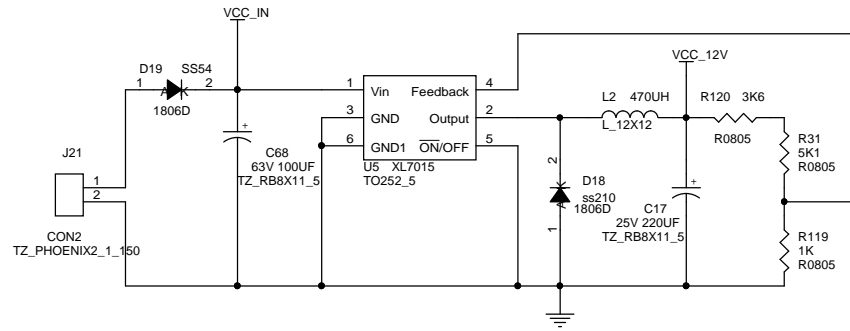 VCC_IN
D19 SS54
1 2
A K
1806D
C68
63V 100UF
TZ_RB8X11_5
+
J21
1
2
CON2
TZ_PHOENIX2_1_150
1 Vin Feedback 4
3 GND Output 2
6 GND1 ON/OFF 5
U5 XL7015
TO252_5
VCC_12V
L2 470UH
L_12X12
R120 3K6
R0805
R31
5K1
R0805
2
D18
ss210
1806D
1
+
C17
25V 220UF
TZ_RB8X11_5
R119
1K
R0805